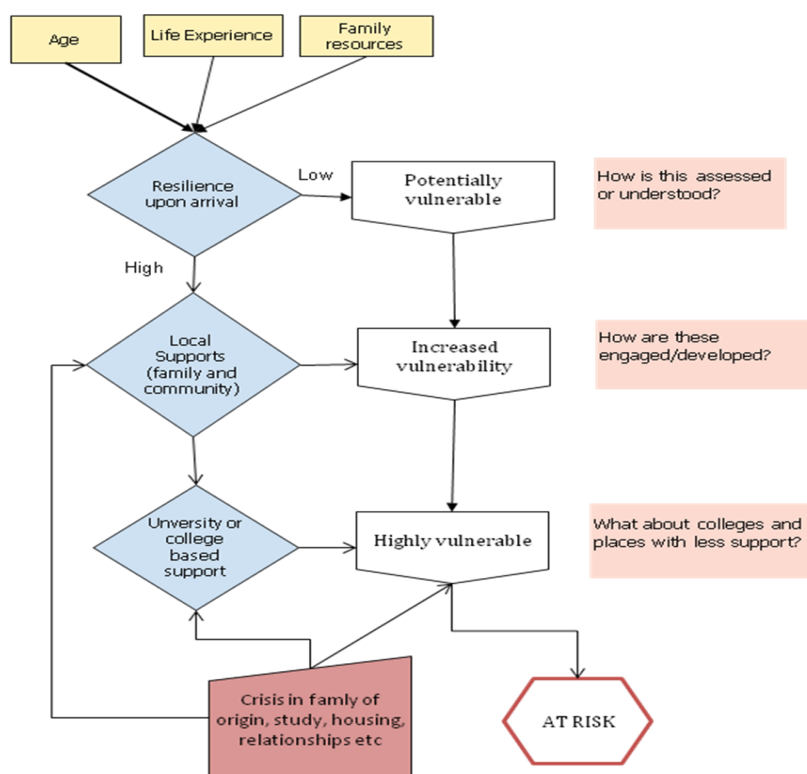 Age
Life Experience
Family
resources
Resilience
upon arrival
Low
Potentially
vulnerable
How is this assessed
or understood?
High
Local
Supports
(family and
community)
Increased
vulnerability
How are these
engaged/developed?
Unversity or
college
based
support
Highly vulnerable
What about colleges and
places with less support?
Crisis in famly of
origin, study, housing,
relationships etc
AT RISK